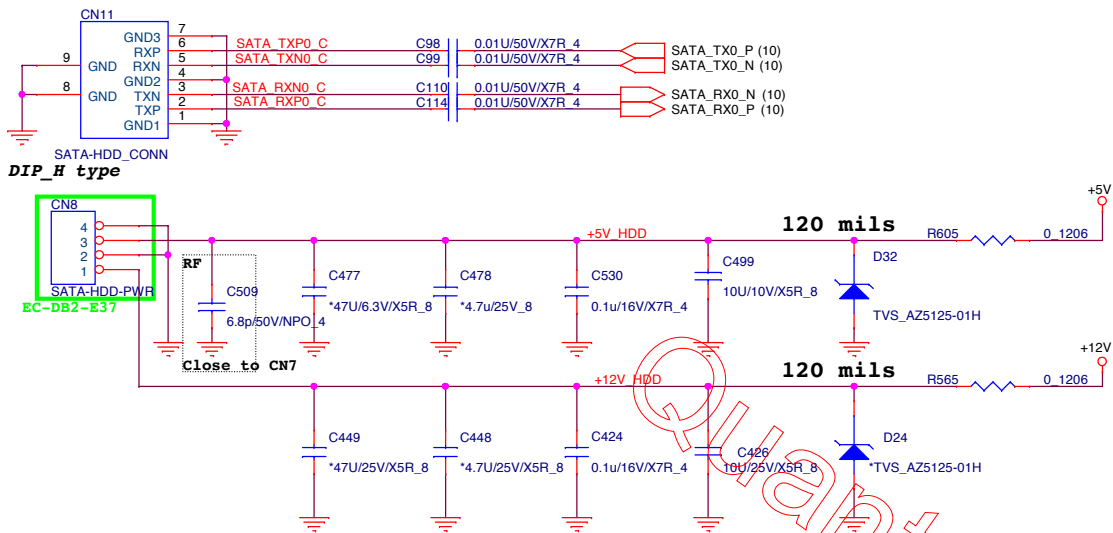 CN11
GND3 7
RXP 6 SATA_TXP0_C C98 0.01U/50V/X7R_4 SATA_TX0_P (10)
9 GND RXN 5 SATA_TXN0_C C99 0.01U/50V/X7R_4 SATA_TX0_N (10)
GND2 4
8 GND TXN 3 SATA_RXN0_C C110 0.01U/50V/X7R_4 SATA_RX0_N (10)
TXP 2 SATA_RXP0_C C114 0.01U/50V/X7R_4 SATA_RX0_P (10)
GND1 1
SATA-HDD_CONN
DIP_H type
CN8
4
3
2
1
SATA-HDD-PWR
EC-DB2-E37
+5V_HDD
120 mils
R605 0_1206
+5V
RF
C509
6.8p/50V/NPO_4
Close to CN7
C477
*47U/6.3V/X5R_8
C478
*4.7u/25V_8
C530
0.1u/16V/X7R_4
C499
10U/10V/X5R_8
D32
TVS_AZ5125-01H
+12V_HDD
120 mils
R565 0_1206
+12V
C449
*47U/25V/X5R_8
C448
*4.7U/25V/X5R_8
C424
0.1u/16V/X7R_4
C426
10U/25V/X5R_8
D24
*TVS_AZ5125-01H